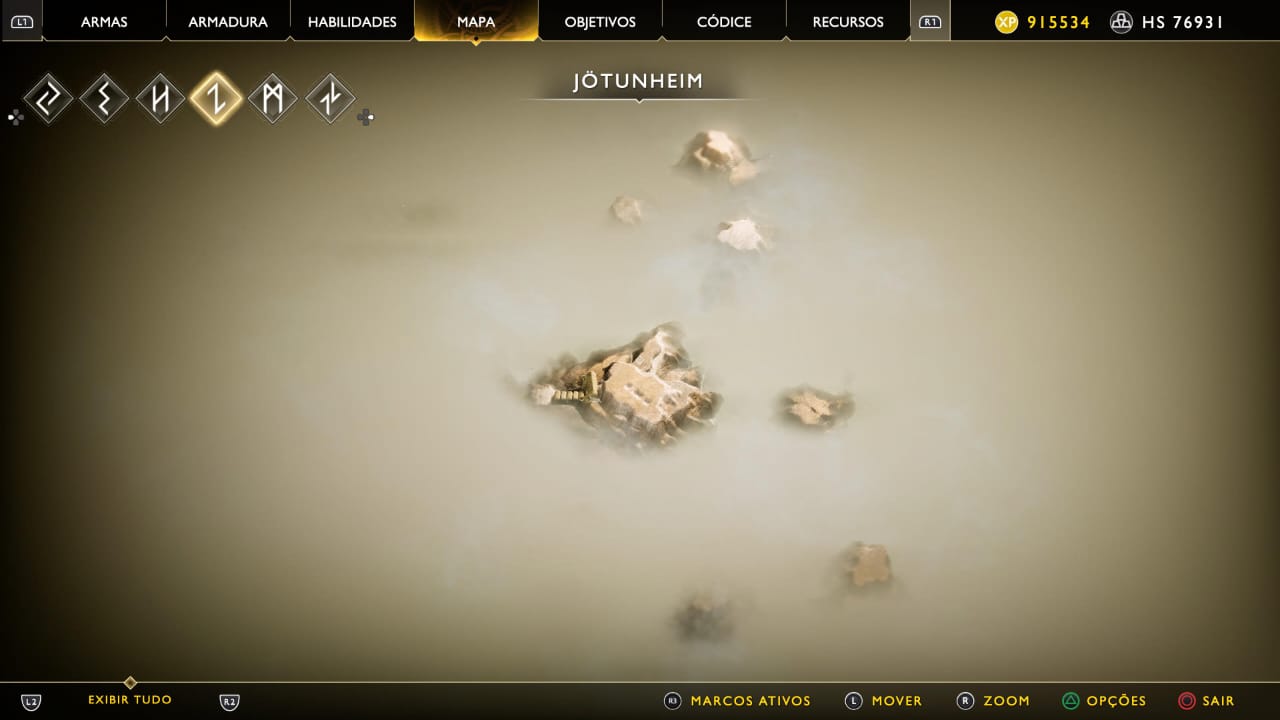 L1 ARMAS ARMADURA HABILIDADES MAPA OBJETIVOS CÓDICE RECURSOS R1 XP 915534 HS 76931
JÖTUNHEIM
L2 EXIBIR TUDO R2 R3 MARCOS ATIVOS L MOVER R ZOOM OPÇÕES SAIR